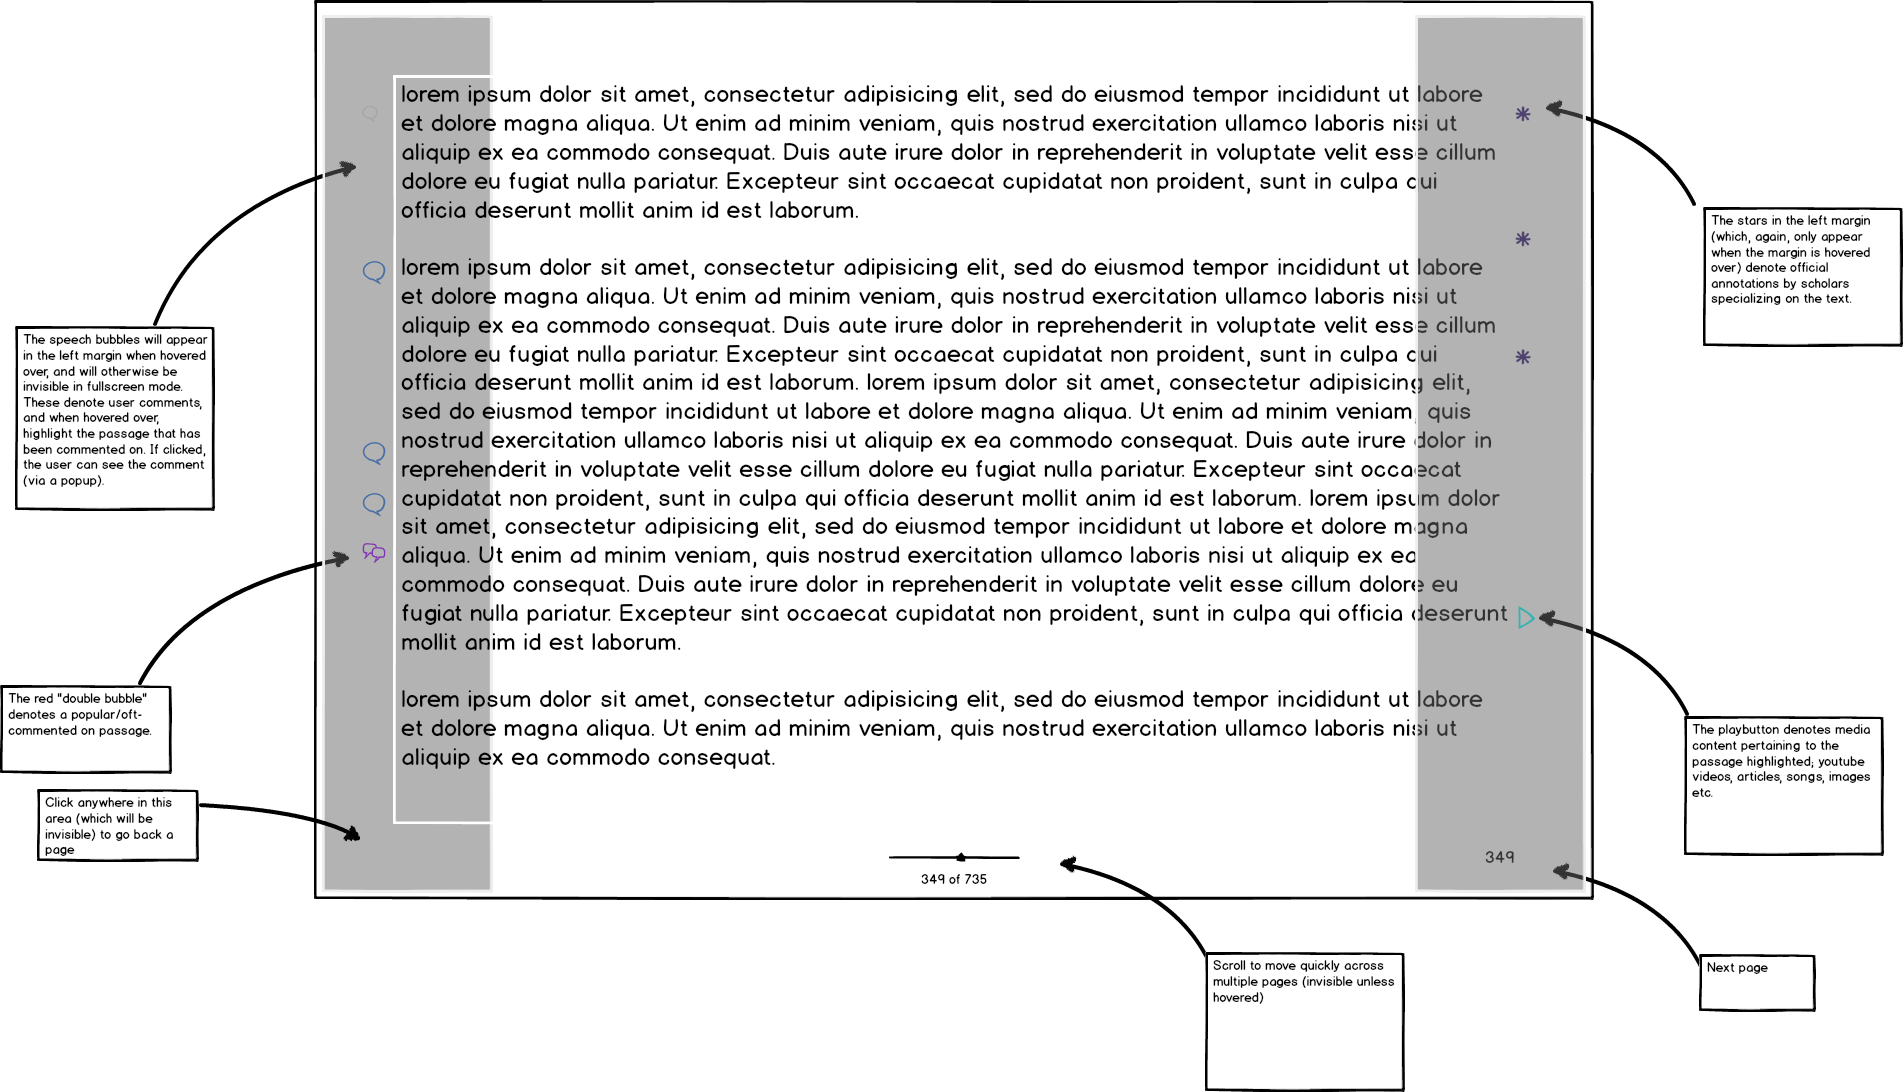 lorem ipsum dolor sit amet, consectetur adipisicing elit, sed do eiusmod tempor incididunt ut labore
et dolore magna aliqua. Ut enim ad minim veniam, quis nostrud exercitation ullamco laboris nisi ut
aliquip ex ea commodo consequat. Duis aute irure dolor in reprehenderit in voluptate velit esse cillum
dolore eu fugiat nulla pariatur. Excepteur sint occaecat cupidatat non proident, sunt in culpa qui
officia deserunt mollit anim id est laborum.
lorem ipsum dolor sit amet, consectetur adipisicing elit, sed do eiusmod tempor incididunt ut labore
et dolore magna aliqua. Ut enim ad minim veniam, quis nostrud exercitation ullamco laboris nisi ut
aliquip ex ea commodo consequat. Duis aute irure dolor in reprehenderit in voluptate velit esse cillum
dolore eu fugiat nulla pariatur. Excepteur sint occaecat cupidatat non proident, sunt in culpa qui
officia deserunt mollit anim id est laborum. lorem ipsum dolor sit amet, consectetur adipisicing elit,
sed do eiusmod tempor incididunt ut labore et dolore magna aliqua. Ut enim ad minim veniam, quis
nostrud exercitation ullamco laboris nisi ut aliquip ex ea commodo consequat. Duis aute irure dolor in
reprehenderit in voluptate velit esse cillum dolore eu fugiat nulla pariatur. Excepteur sint occaecat
cupidatat non proident, sunt in culpa qui officia deserunt mollit anim id est laborum. lorem ipsum dolor
sit amet, consectetur adipisicing elit, sed do eiusmod tempor incididunt ut labore et dolore magna
aliqua. Ut enim ad minim veniam, quis nostrud exercitation ullamco laboris nisi ut aliquip ex ea
commodo consequat. Duis aute irure dolor in reprehenderit in voluptate velit esse cillum dolore eu
fugiat nulla pariatur. Excepteur sint occaecat cupidatat non proident, sunt in culpa qui officia deserunt
mollit anim id est laborum.
lorem ipsum dolor sit amet, consectetur adipisicing elit, sed do eiusmod tempor incididunt ut labore
et dolore magna aliqua. Ut enim ad minim veniam, quis nostrud exercitation ullamco laboris nisi ut
aliquip ex ea commodo consequat.
349
349 of 735
The speech bubbles will appear
in the left margin when hovered
over, and will otherwise be
invisible in fullscreen mode.
These denote user comments,
and when hovered over,
highlight the passage that has
been commented on. If clicked,
the user can see the comment
(via a popup).
The red "double bubble"
denotes a popular/oft-
commented on passage.
Click anywhere in this
area (which will be
invisible) to go back a
page
The stars in the left margin
(which, again, only appear
when the margin is hovered
over) denote official
annotations by scholars
specializing on the text.
The playbutton denotes media
content pertaining to the
passage highlighted; youtube
videos, articles, songs, images
etc.
Scroll to move quickly across
multiple pages (invisible unless
hovered)
Next page